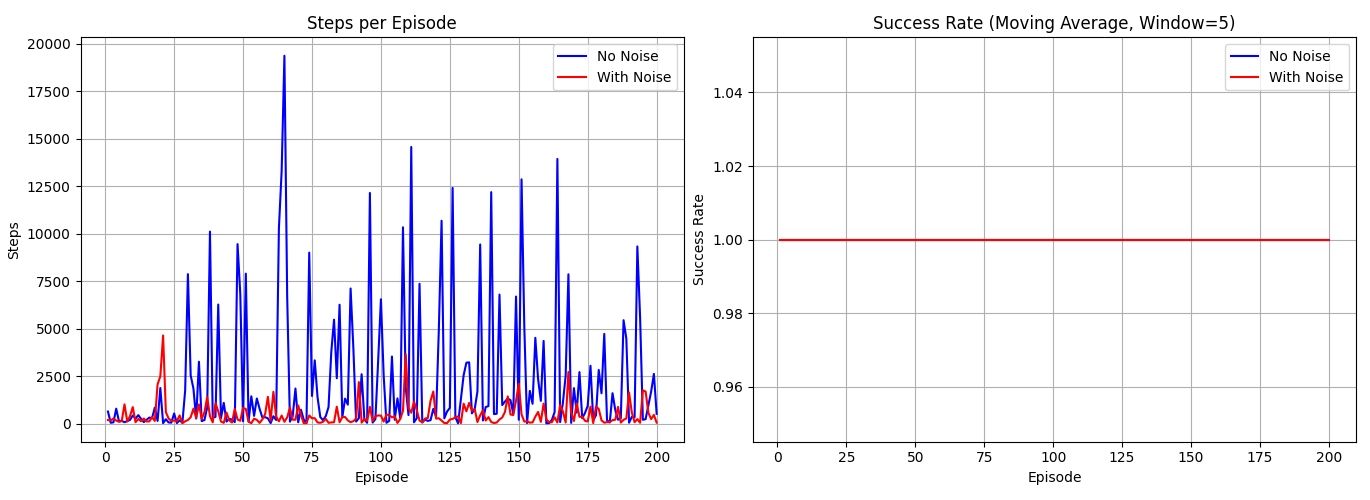 Steps per Episode
20000
17500
15000
12500
10000
7500
5000
2500
0
Steps
0 25 50 75 100 125 150 175 200
Episode
No Noise
With Noise
Success Rate (Moving Average, Window=5)
1.04
1.02
1.00
0.98
0.96
Success Rate
0 25 50 75 100 125 150 175 200
Episode
No Noise
With Noise